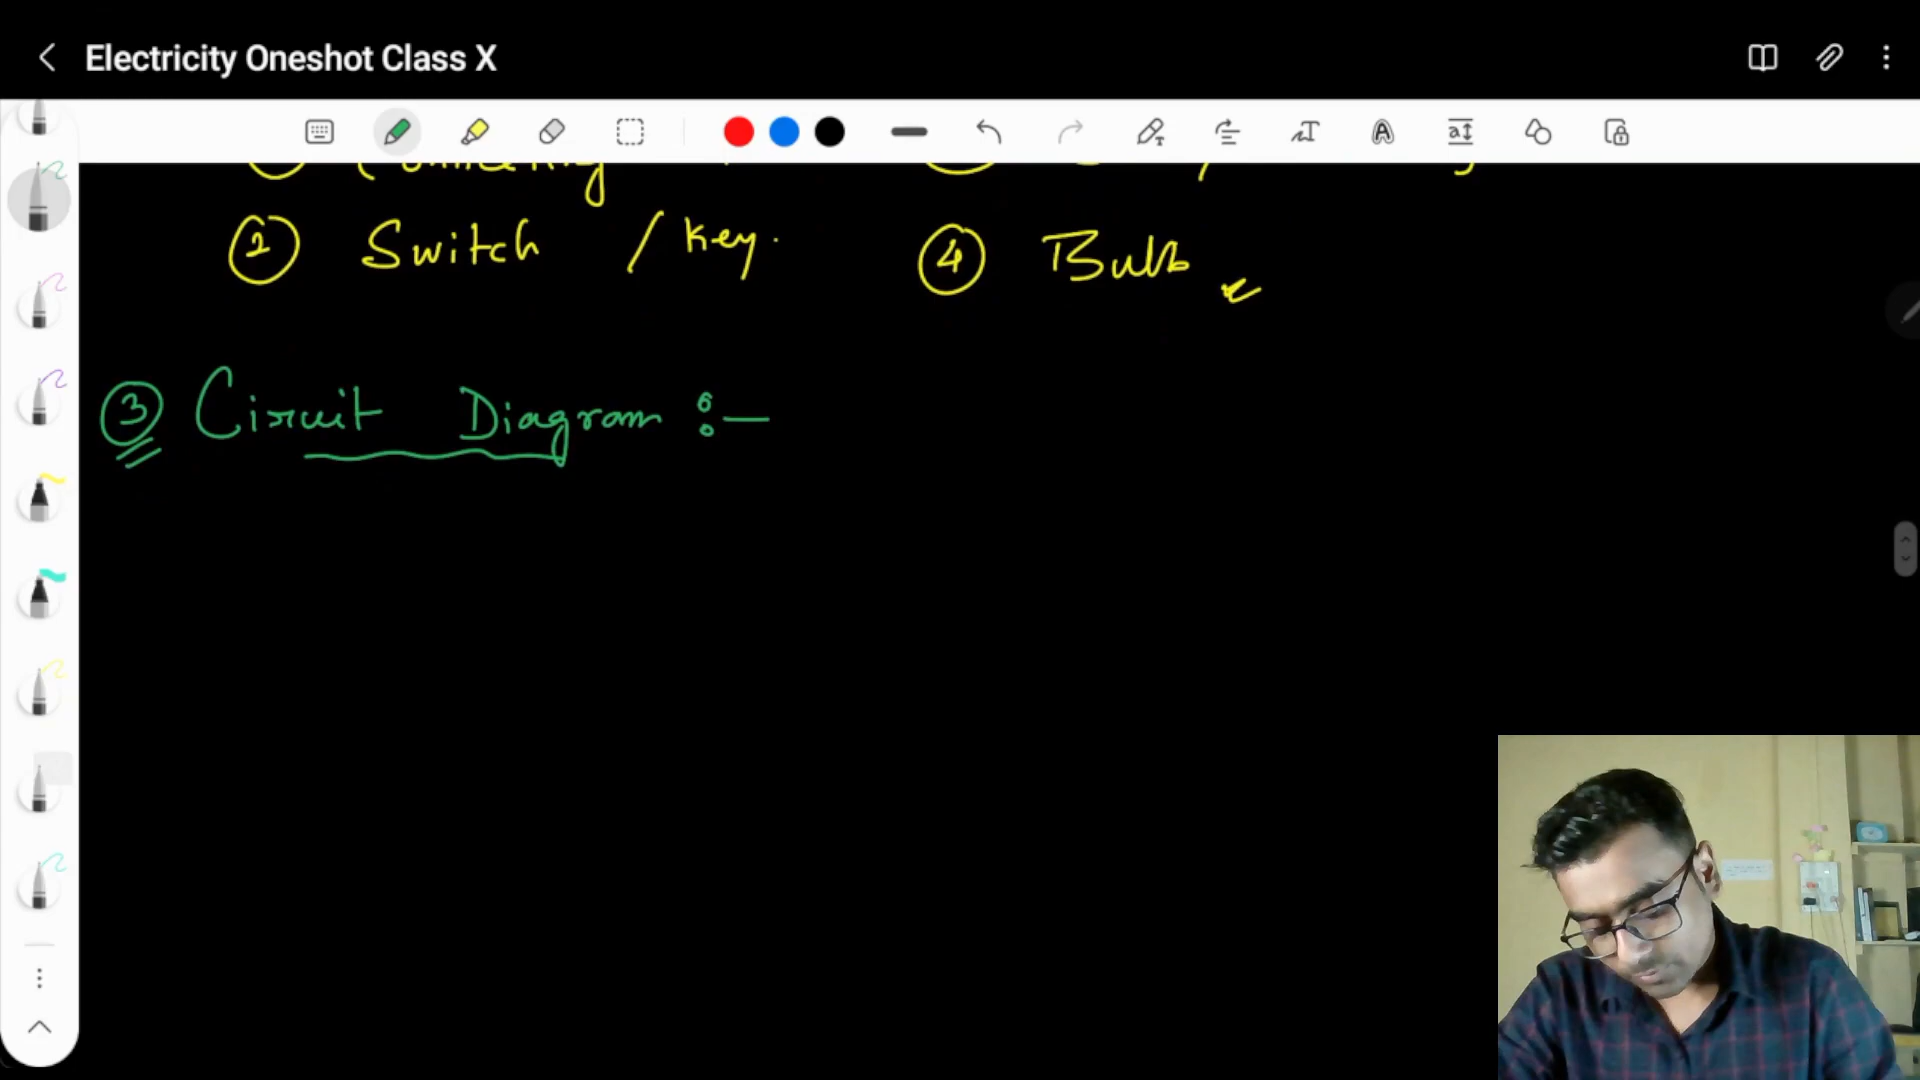 Electricity Oneshot Class X
② Switch / Key.
④ Bulb
③ Circuit Diagram :—